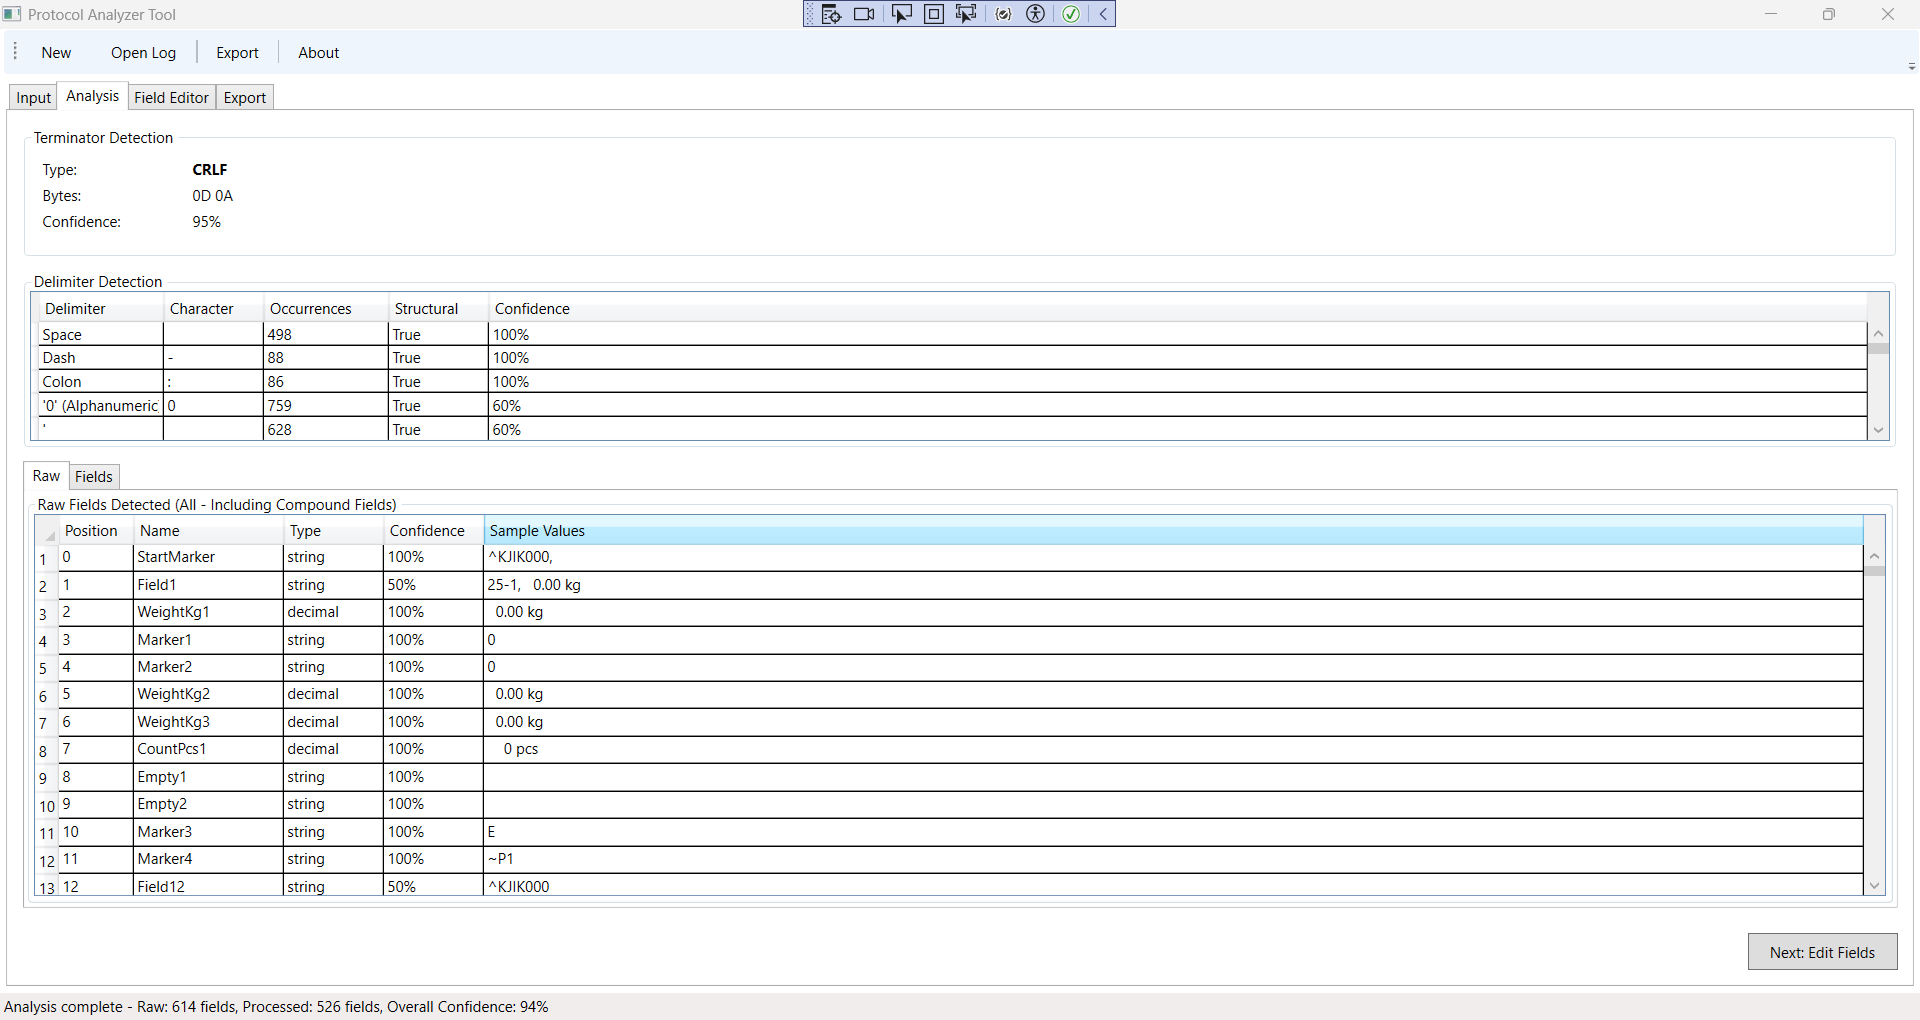 Protocol Analyzer Tool
New Open Log Export About
Input Analysis Field Editor Export
Terminator Detection
Type: CRLF
Bytes: 0D 0A
Confidence: 95%
Delimiter Detection
Delimiter Character Occurrences Structural Confidence
Space 498 True 100%
Dash - 88 True 100%
Colon : 86 True 100%
'0' (Alphanumeric 0 759 True 60%
' 628 True 60%
Raw Fields
Raw Fields Detected (All - Including Compound Fields)
Position Name Type Confidence Sample Values
1 0 StartMarker string 100% ^KJIK000,
2 1 Field1 string 50% 25-1, 0.00 kg
3 2 WeightKg1 decimal 100% 0.00 kg
4 3 Marker1 string 100% 0
5 4 Marker2 string 100% 0
6 5 WeightKg2 decimal 100% 0.00 kg
7 6 WeightKg3 decimal 100% 0.00 kg
8 7 CountPcs1 decimal 100% 0 pcs
9 8 Empty1 string 100%
10 9 Empty2 string 100%
11 10 Marker3 string 100% E
12 11 Marker4 string 100% ~P1
13 12 Field12 string 50% ^KJIK000
Next: Edit Fields
Analysis complete - Raw: 614 fields, Processed: 526 fields, Overall Confidence: 94%